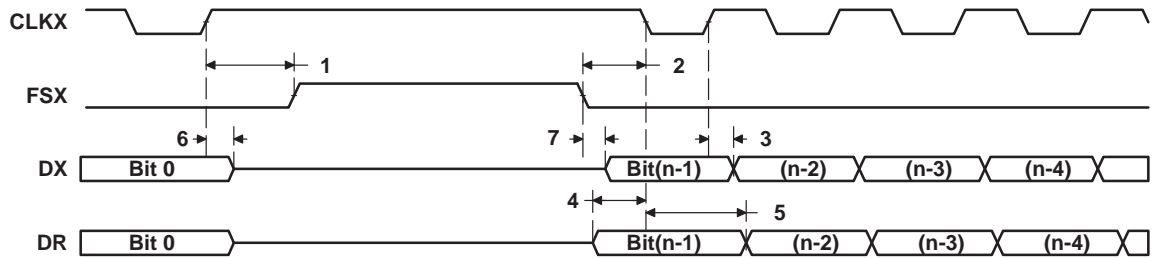 CLKX
1 2
FSX
6 7 3
DX Bit 0 Bit(n-1) (n-2) (n-3) (n-4)
4 5
DR Bit 0 Bit(n-1) (n-2) (n-3) (n-4)